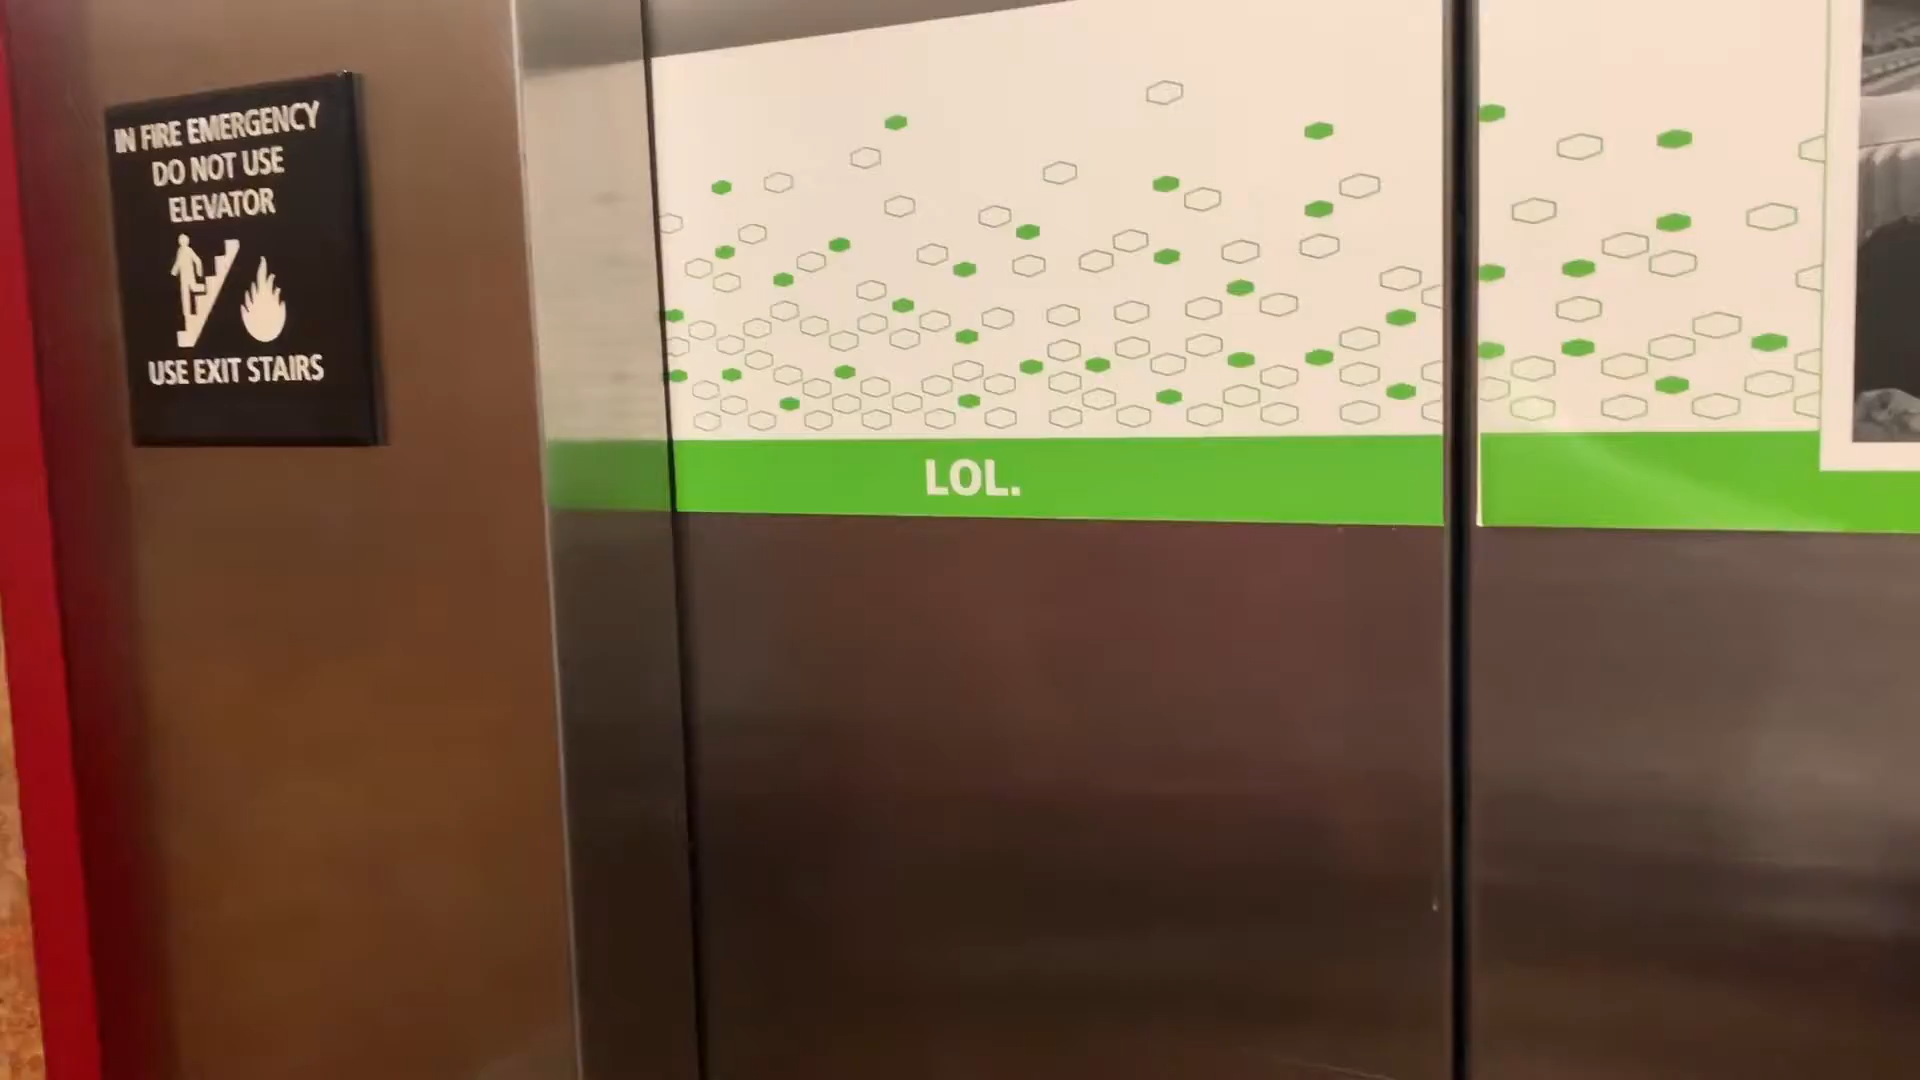 IN FIRE EMERGENCY
DO NOT USE
ELEVATOR
USE EXIT STAIRS
LOL.